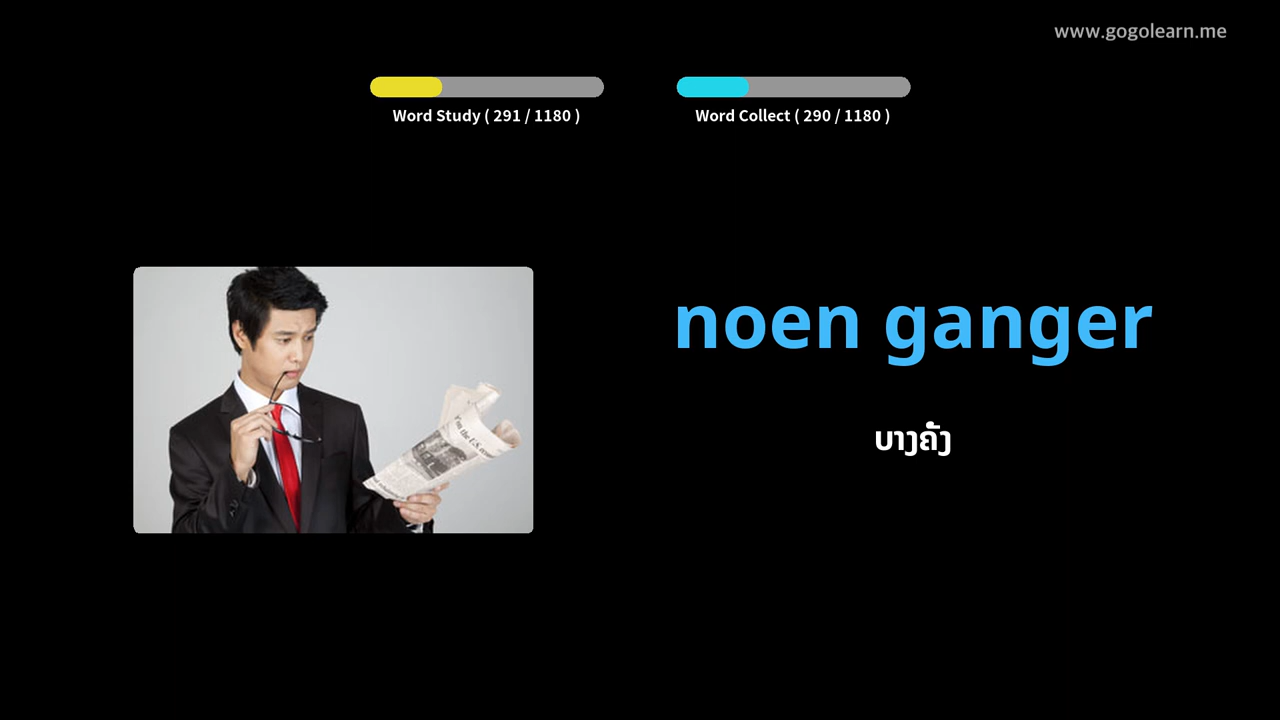 www.gogolearn.me
Word Study ( 291 / 1180 )
Word Collect ( 290 / 1180 )
noen ganger
ບາງຄັ້ງ